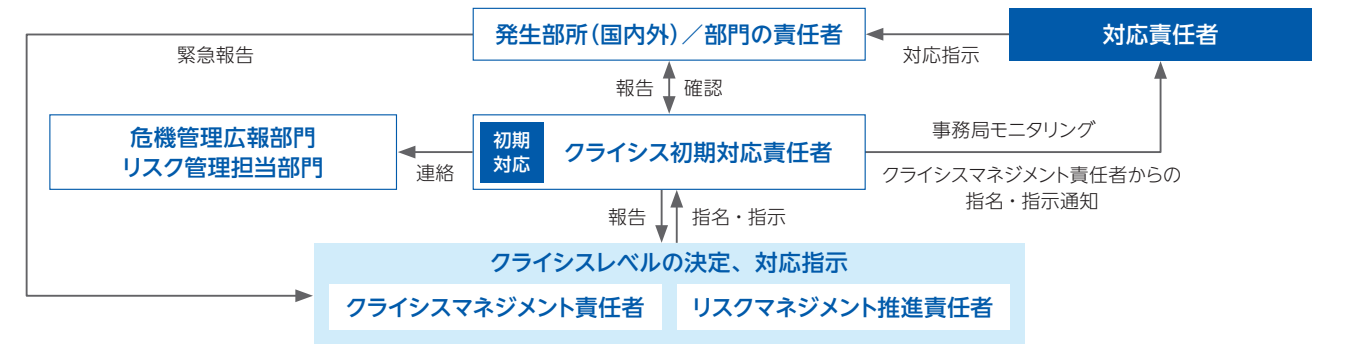 発生部所（国内外）／部門の責任者
対応責任者
緊急報告
対応指示
報告
確認
危機管理広報部門
リスク管理担当部門
連絡
初期
対応
クライシス初期対応責任者
事務局モニタリング
クライシスマネジメント責任者からの
指名・指示通知
報告
指名・指示
クライシスレベルの決定、対応指示
クライシスマネジメント責任者
リスクマネジメント推進責任者